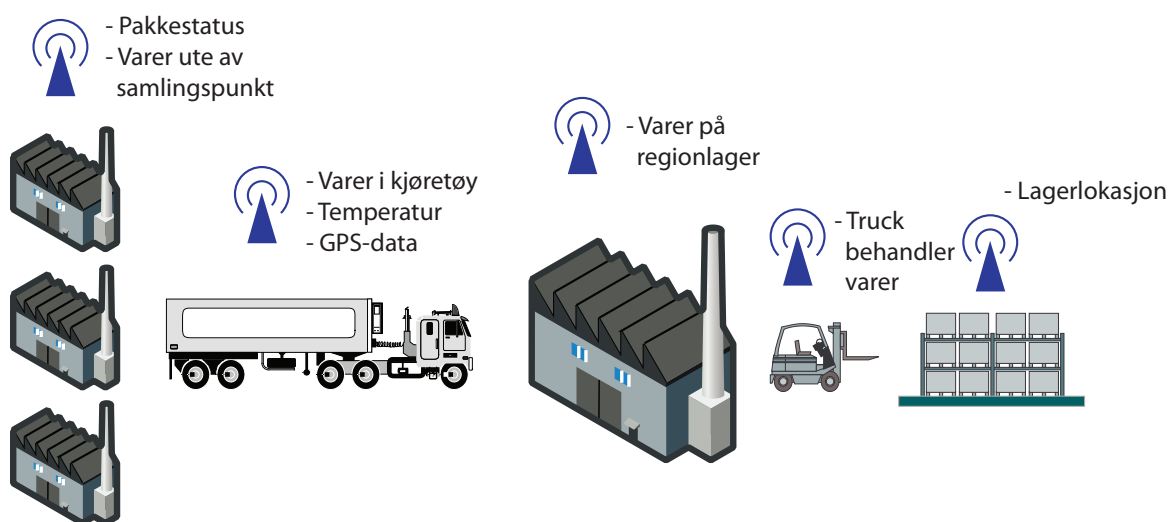 - Pakkestatus
- Varer ute av
samlingspunkt
- Varer i kjøretøy
- Temperatur
- GPS-data
- Varer på
regionlager
- Truck
behandler
varer
- Lagerlokasjon